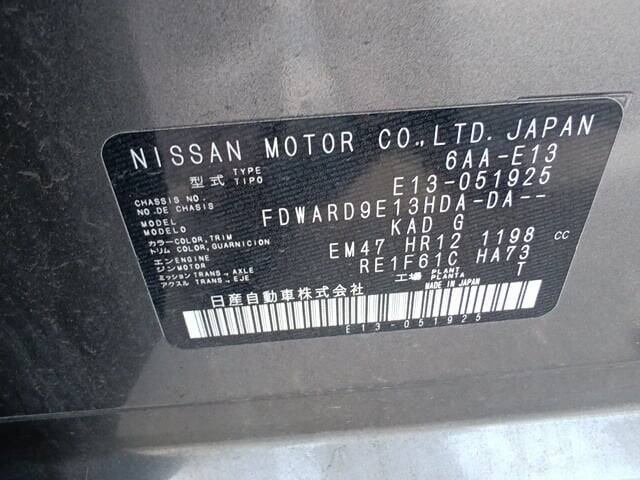 NISSAN MOTOR CO.,LTD. JAPAN
型式 TYPE TIPO 6AA-E13
CHASSIS NO. NO.DE CHASIS E13-051925
MODEL MODELO FDWARD9E13HDA-DA--
カラー COLOR,TRIM トリム COLOR,GUARNICION KAD G
エンジン ENGINE MOTOR EM47 HR12 1198 CC
ミッション TRANS.→ AXLE アクスル TRANS.→ EJE RE1F61C HA73
工場 PLANT PLANTA T
日産自動車株式会社 MADE IN JAPAN
E13-051925